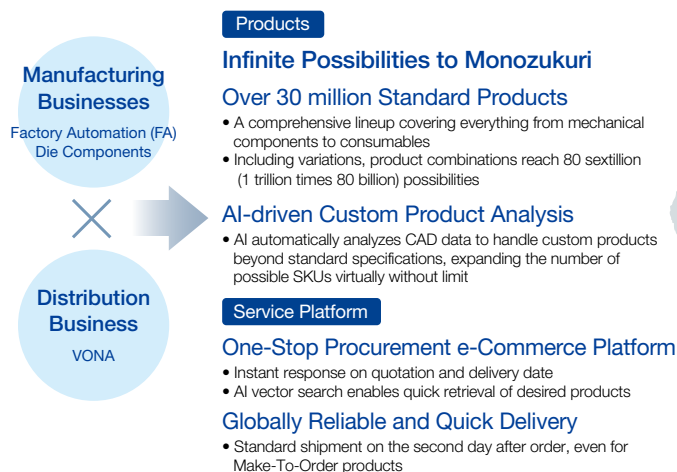 Manufacturing
Businesses
Factory Automation (FA)
Die Components
Distribution
Business
VONA
Products
Infinite Possibilities to Monozukuri
Over 30 million Standard Products
• A comprehensive lineup covering everything from mechanical
components to consumables
• Including variations, product combinations reach 80 sextillion
(1 trillion times 80 billion) possibilities
AI-driven Custom Product Analysis
• AI automatically analyzes CAD data to handle custom products
beyond standard specifications, expanding the number of
possible SKUs virtually without limit
Service Platform
One-Stop Procurement e-Commerce Platform
• Instant response on quotation and delivery date
• AI vector search enables quick retrieval of desired products
Globally Reliable and Quick Delivery
• Standard shipment on the second day after order, even for
Make-To-Order products